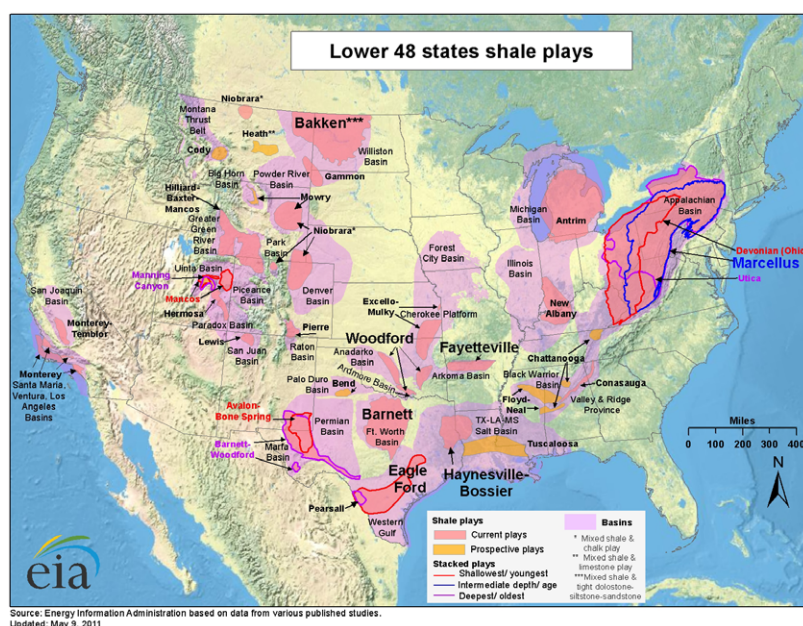 Lower 48 states shale plays
Niobrara*
Montana
Thrust
Belt
Bakken***
Heath**
Cody
Williston
Basin
Big Horn
Basin
Powder River
Basin
Gammon
Hilliard-
Baxter-
Mancos
Mowry
Greater
Green
River
Basin
Niobrara*
Park
Basin
Michigan
Basin
Antrim
Appalachian
Basin
Devonian (Ohio
Marcellus
Utica
Forest
City Basin
Illinois
Basin
Uinta Basin
Manning
Canyon
Mancos
Piceance
Basin
Denver
Basin
San Joaquin
Basin
Hermosa
Paradox Basin
Excello-
Mulky
Cherokee Platform
New
Albany
Monterey-
Temblor
Lewis
San Juan
Basin
Pierre
Raton
Basin
Woodford
Anadarko
Basin
Fayetteville
Chattanooga
Monterey
Santa Maria,
Ventura, Los
Angeles
Basins
Palo Duro
Basin
Bend
Ardmore Basin
Arkoma Basin
Black Warrior
Basin
Conasauga
Floyd-
Neal
Valley & Ridge
Province
Avalon-
Bone Spring
Permian
Basin
Barnett
Ft. Worth
Basin
TX-LA-MS
Salt Basin
Tuscaloosa
Barnett-
Woodford
Marfa
Basin
Eagle
Ford
Haynesville-
Bossier
Pearsall
Western
Gulf
Miles
0 100 200 300 400
N
Shale plays
Current plays
Prospective plays
Stacked plays
Shallowest/ youngest
Intermediate depth/ age
Deepest/ oldest
Basins
* Mixed shale &
chalk play
** Mixed shale &
limestone play
***Mixed shale &
tight dolostone-
siltstone-sandstone
eia
Source: Energy Information Administration based on data from various published studies.
Updated: May 9, 2011